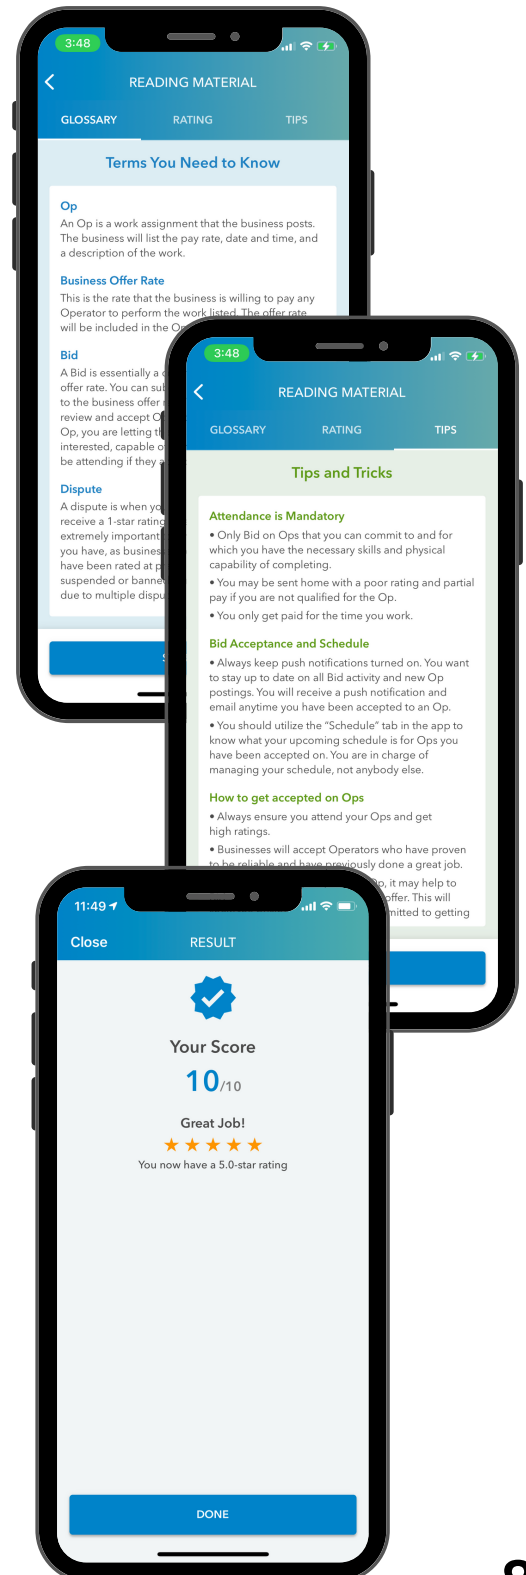 3:48
READING MATERIAL
GLOSSARY RATING TIPS
Terms You Need to Know
Op
An Op is a work assignment that the business posts.
The business will list the pay rate, date and time, and
a description of the work.
Business Offer Rate
This is the rate that the business is willing to pay any
Operator to perform the work listed. The offer rate
will be included in the
Bid
A Bid is essentially a
offer rate. You can
to the business offer
review and accept
Op, you are letting
interested, capable
be attending if they
Dispute
A dispute is when
receive a 1-star rating
extremely important
you have, as
have been rated at
suspended or
due to multiple
3:48
READING MATERIAL
GLOSSARY RATING TIPS
Tips and Tricks
Attendance is Mandatory
• Only Bid on Ops that you can commit to and for
which you have the necessary skills and physical
capability of completing.
• You may be sent home with a poor rating and partial
pay if you are not qualified for the Op.
• You only get paid for the time you work.
Bid Acceptance and Schedule
• Always keep push notifications turned on. You want
to stay up to date on all Bid activity and new Op
postings. You will receive a push notification and
email anytime you have been accepted to an Op.
• You should utilize the “Schedule” tab in the app to
know what your upcoming schedule is for Ops you
have been accepted on. You are in charge of
managing your schedule, not anybody else.
How to get accepted on Ops
• Always ensure you attend your Ops and get
high ratings.
• Businesses will accept Operators who have proven
to be reliable and have previously done a great job.
it may help to
offer. This will
to getting
11:49
Close RESULT
Your Score
10/10
Great Job!
You now have a 5.0-star rating
DONE